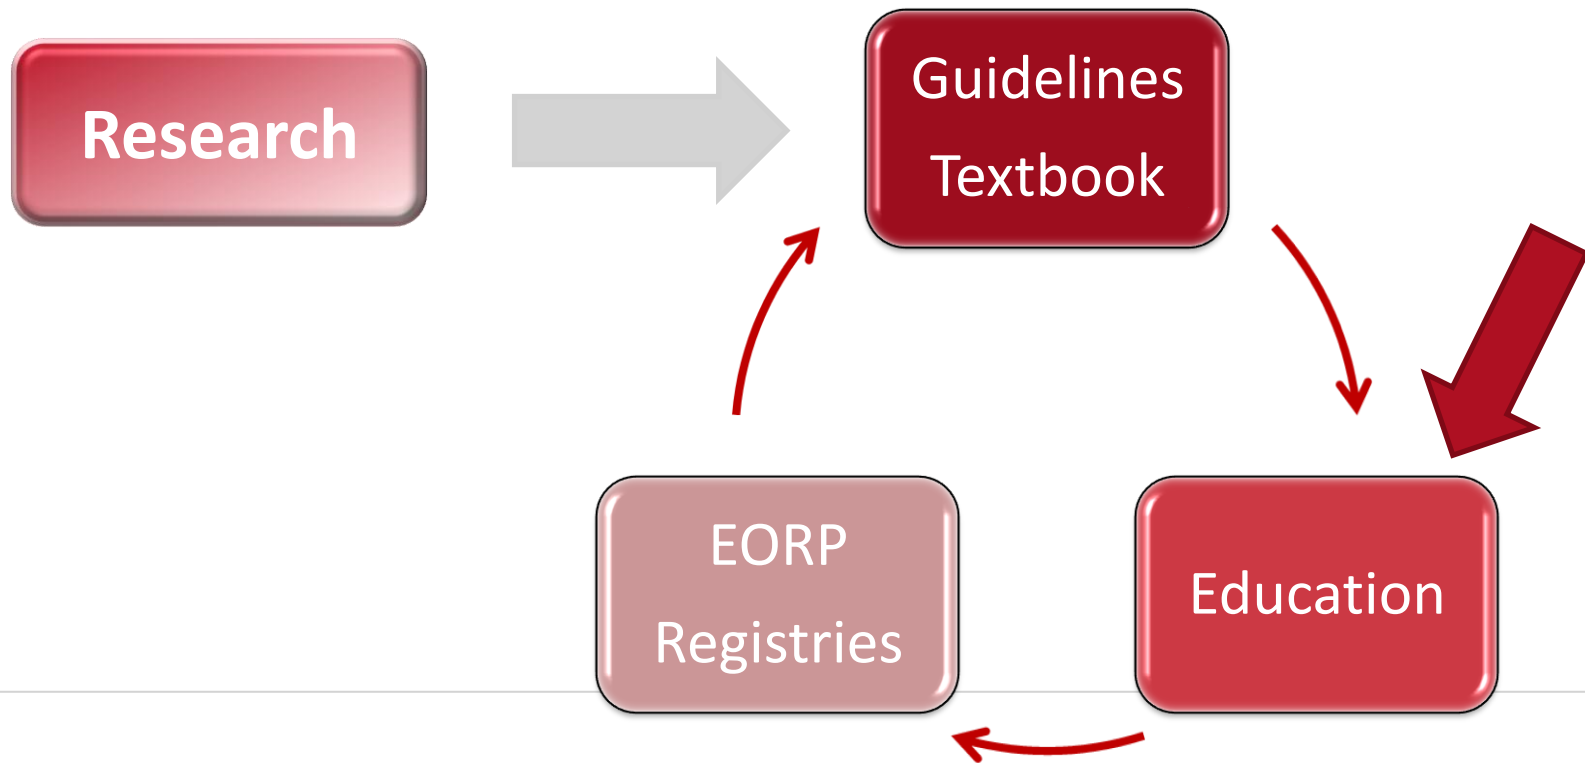 Research
Guidelines
Textbook
EORP
Registries
Education